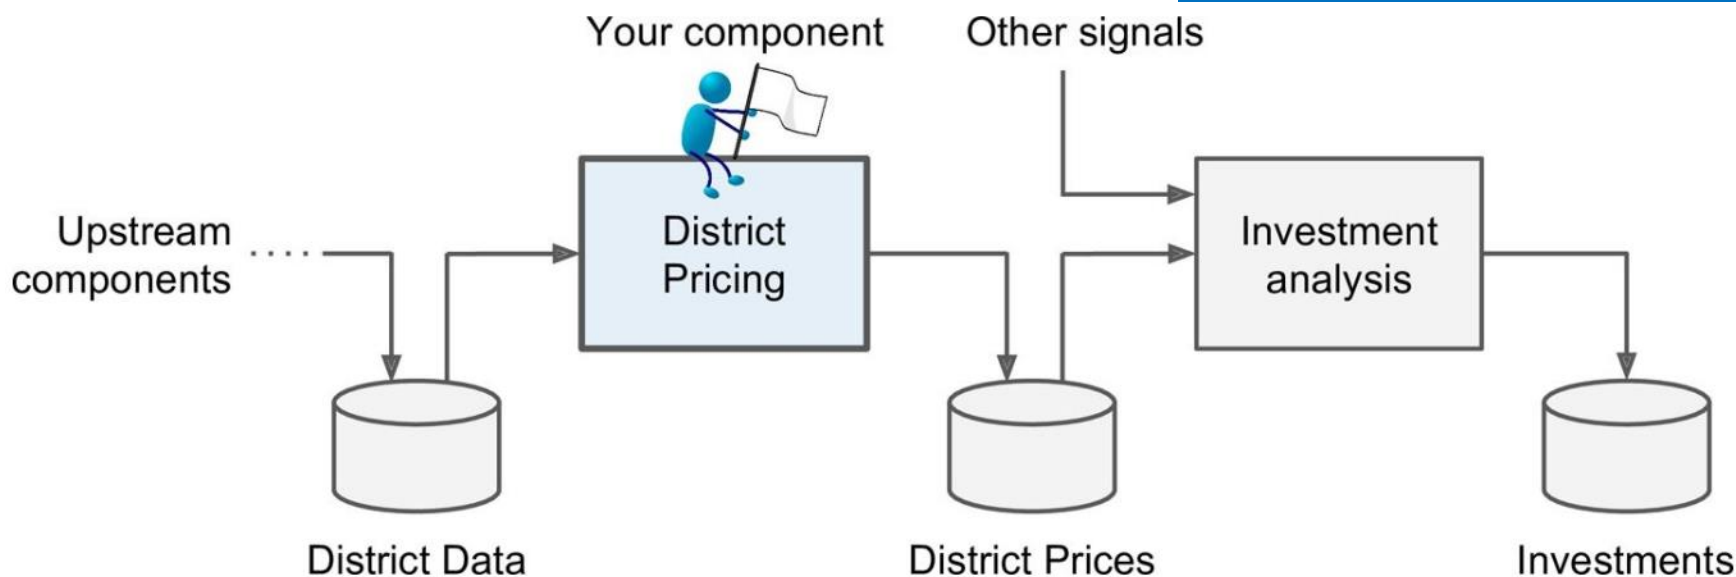 Your component
Other signals
Upstream
components
District
Pricing
Investment
analysis
District Data
District Prices
Investments